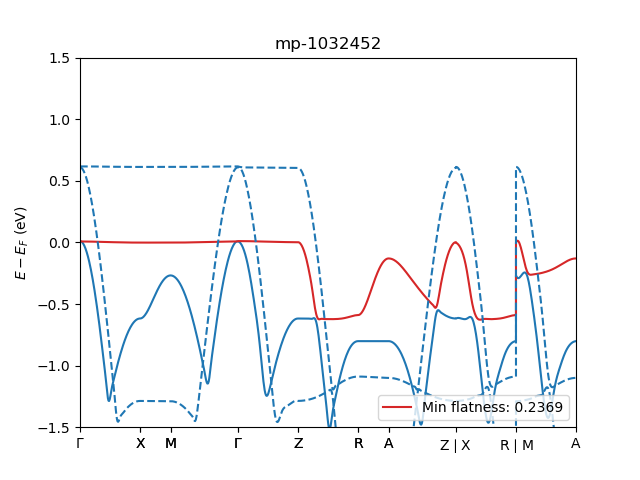 mp-1032452
E − E_F (eV)
1.5
1.0
0.5
0.0
−0.5
−1.0
−1.5
Min flatness: 0.2369
Γ X M Γ Z R A Z | X R | M A